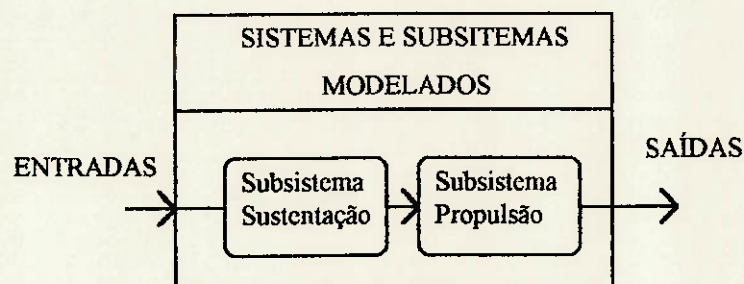 SISTEMAS E SUBSITEMAS
MODELADOS
ENTRADAS
SAÍDAS
Subsistema
Sustentação
Subsistema
Propulsão